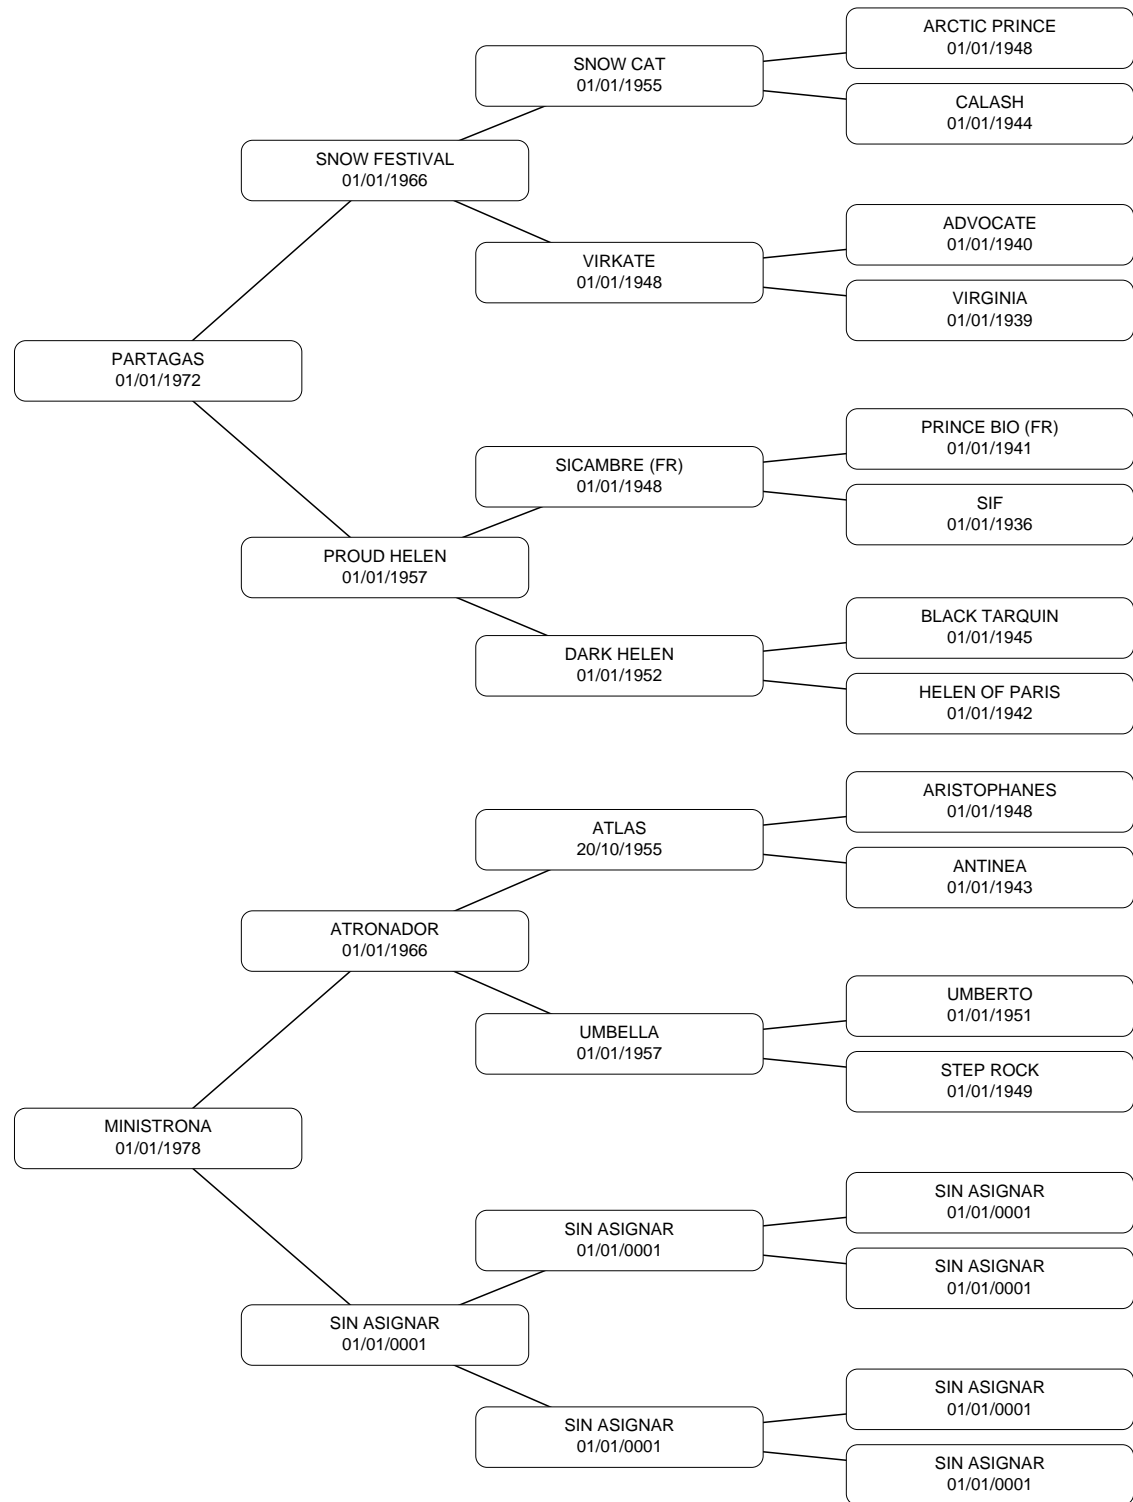 ARCTIC PRINCE
01/01/1948
SNOW CAT
01/01/1955
CALASH
01/01/1944
SNOW FESTIVAL
01/01/1966
ADVOCATE
01/01/1940
VIRKATE
01/01/1948
VIRGINIA
01/01/1939
PARTAGAS
01/01/1972
PRINCE BIO (FR)
01/01/1941
SICAMBRE (FR)
01/01/1948
SIF
01/01/1936
PROUD HELEN
01/01/1957
BLACK TARQUIN
01/01/1945
DARK HELEN
01/01/1952
HELEN OF PARIS
01/01/1942
ARISTOPHANES
01/01/1948
ATLAS
20/10/1955
ANTINEA
01/01/1943
ATRONADOR
01/01/1966
UMBERTO
01/01/1951
UMBELLA
01/01/1957
STEP ROCK
01/01/1949
MINISTRONA
01/01/1978
SIN ASIGNAR
01/01/0001
SIN ASIGNAR
01/01/0001
SIN ASIGNAR
01/01/0001
SIN ASIGNAR
01/01/0001
SIN ASIGNAR
01/01/0001
SIN ASIGNAR
01/01/0001
SIN ASIGNAR
01/01/0001